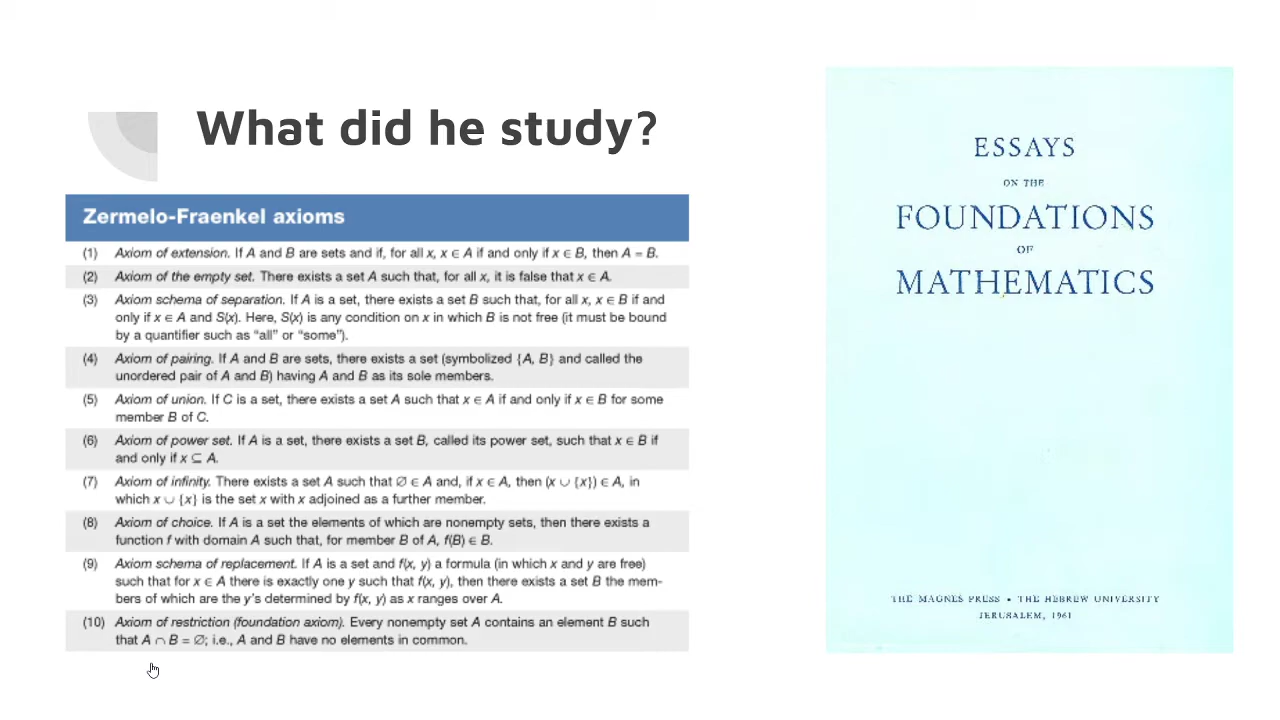 What did he study?
Zermelo-Fraenkel axioms
(1) Axiom of extension. If A and B are sets and if, for all x, x ∈ A if and only if x ∈ B, then A = B.
(2) Axiom of the empty set. There exists a set A such that, for all x, it is false that x ∈ A.
(3) Axiom schema of separation. If A is a set, there exists a set B such that, for all x, x ∈ B if and
only if x ∈ A and S(x). Here, S(x) is any condition on x in which B is not free (it must be bound
by a quantifier such as “all” or “some”).
(4) Axiom of pairing. If A and B are sets, there exists a set (symbolized {A, B} and called the
unordered pair of A and B) having A and B as its sole members.
(5) Axiom of union. If C is a set, there exists a set A such that x ∈ A if and only if x ∈ B for some
member B of C.
(6) Axiom of power set. If A is a set, there exists a set B, called its power set, such that x ∈ B if
and only if x ⊆ A.
(7) Axiom of infinity. There exists a set A such that ∅ ∈ A and, if x ∈ A, then (x ∪ {x}) ∈ A, in
which x ∪ {x} is the set x with x adjoined as a further member.
(8) Axiom of choice. If A is a set the elements of which are nonempty sets, then there exists a
function f with domain A such that, for member B of A, f(B) ∈ B.
(9) Axiom schema of replacement. If A is a set and f(x, y) a formula (in which x and y are free)
such that for x ∈ A there is exactly one y such that f(x, y), then there exists a set B the mem-
bers of which are the y’s determined by f(x, y) as x ranges over A.
(10) Axiom of restriction (foundation axiom). Every nonempty set A contains an element B such
that A ∩ B = ∅; i.e., A and B have no elements in common.
ESSAYS
ON THE
FOUNDATIONS
OF
MATHEMATICS
THE MAGNES PRESS • THE HEBREW UNIVERSITY
JERUSALEM, 1961